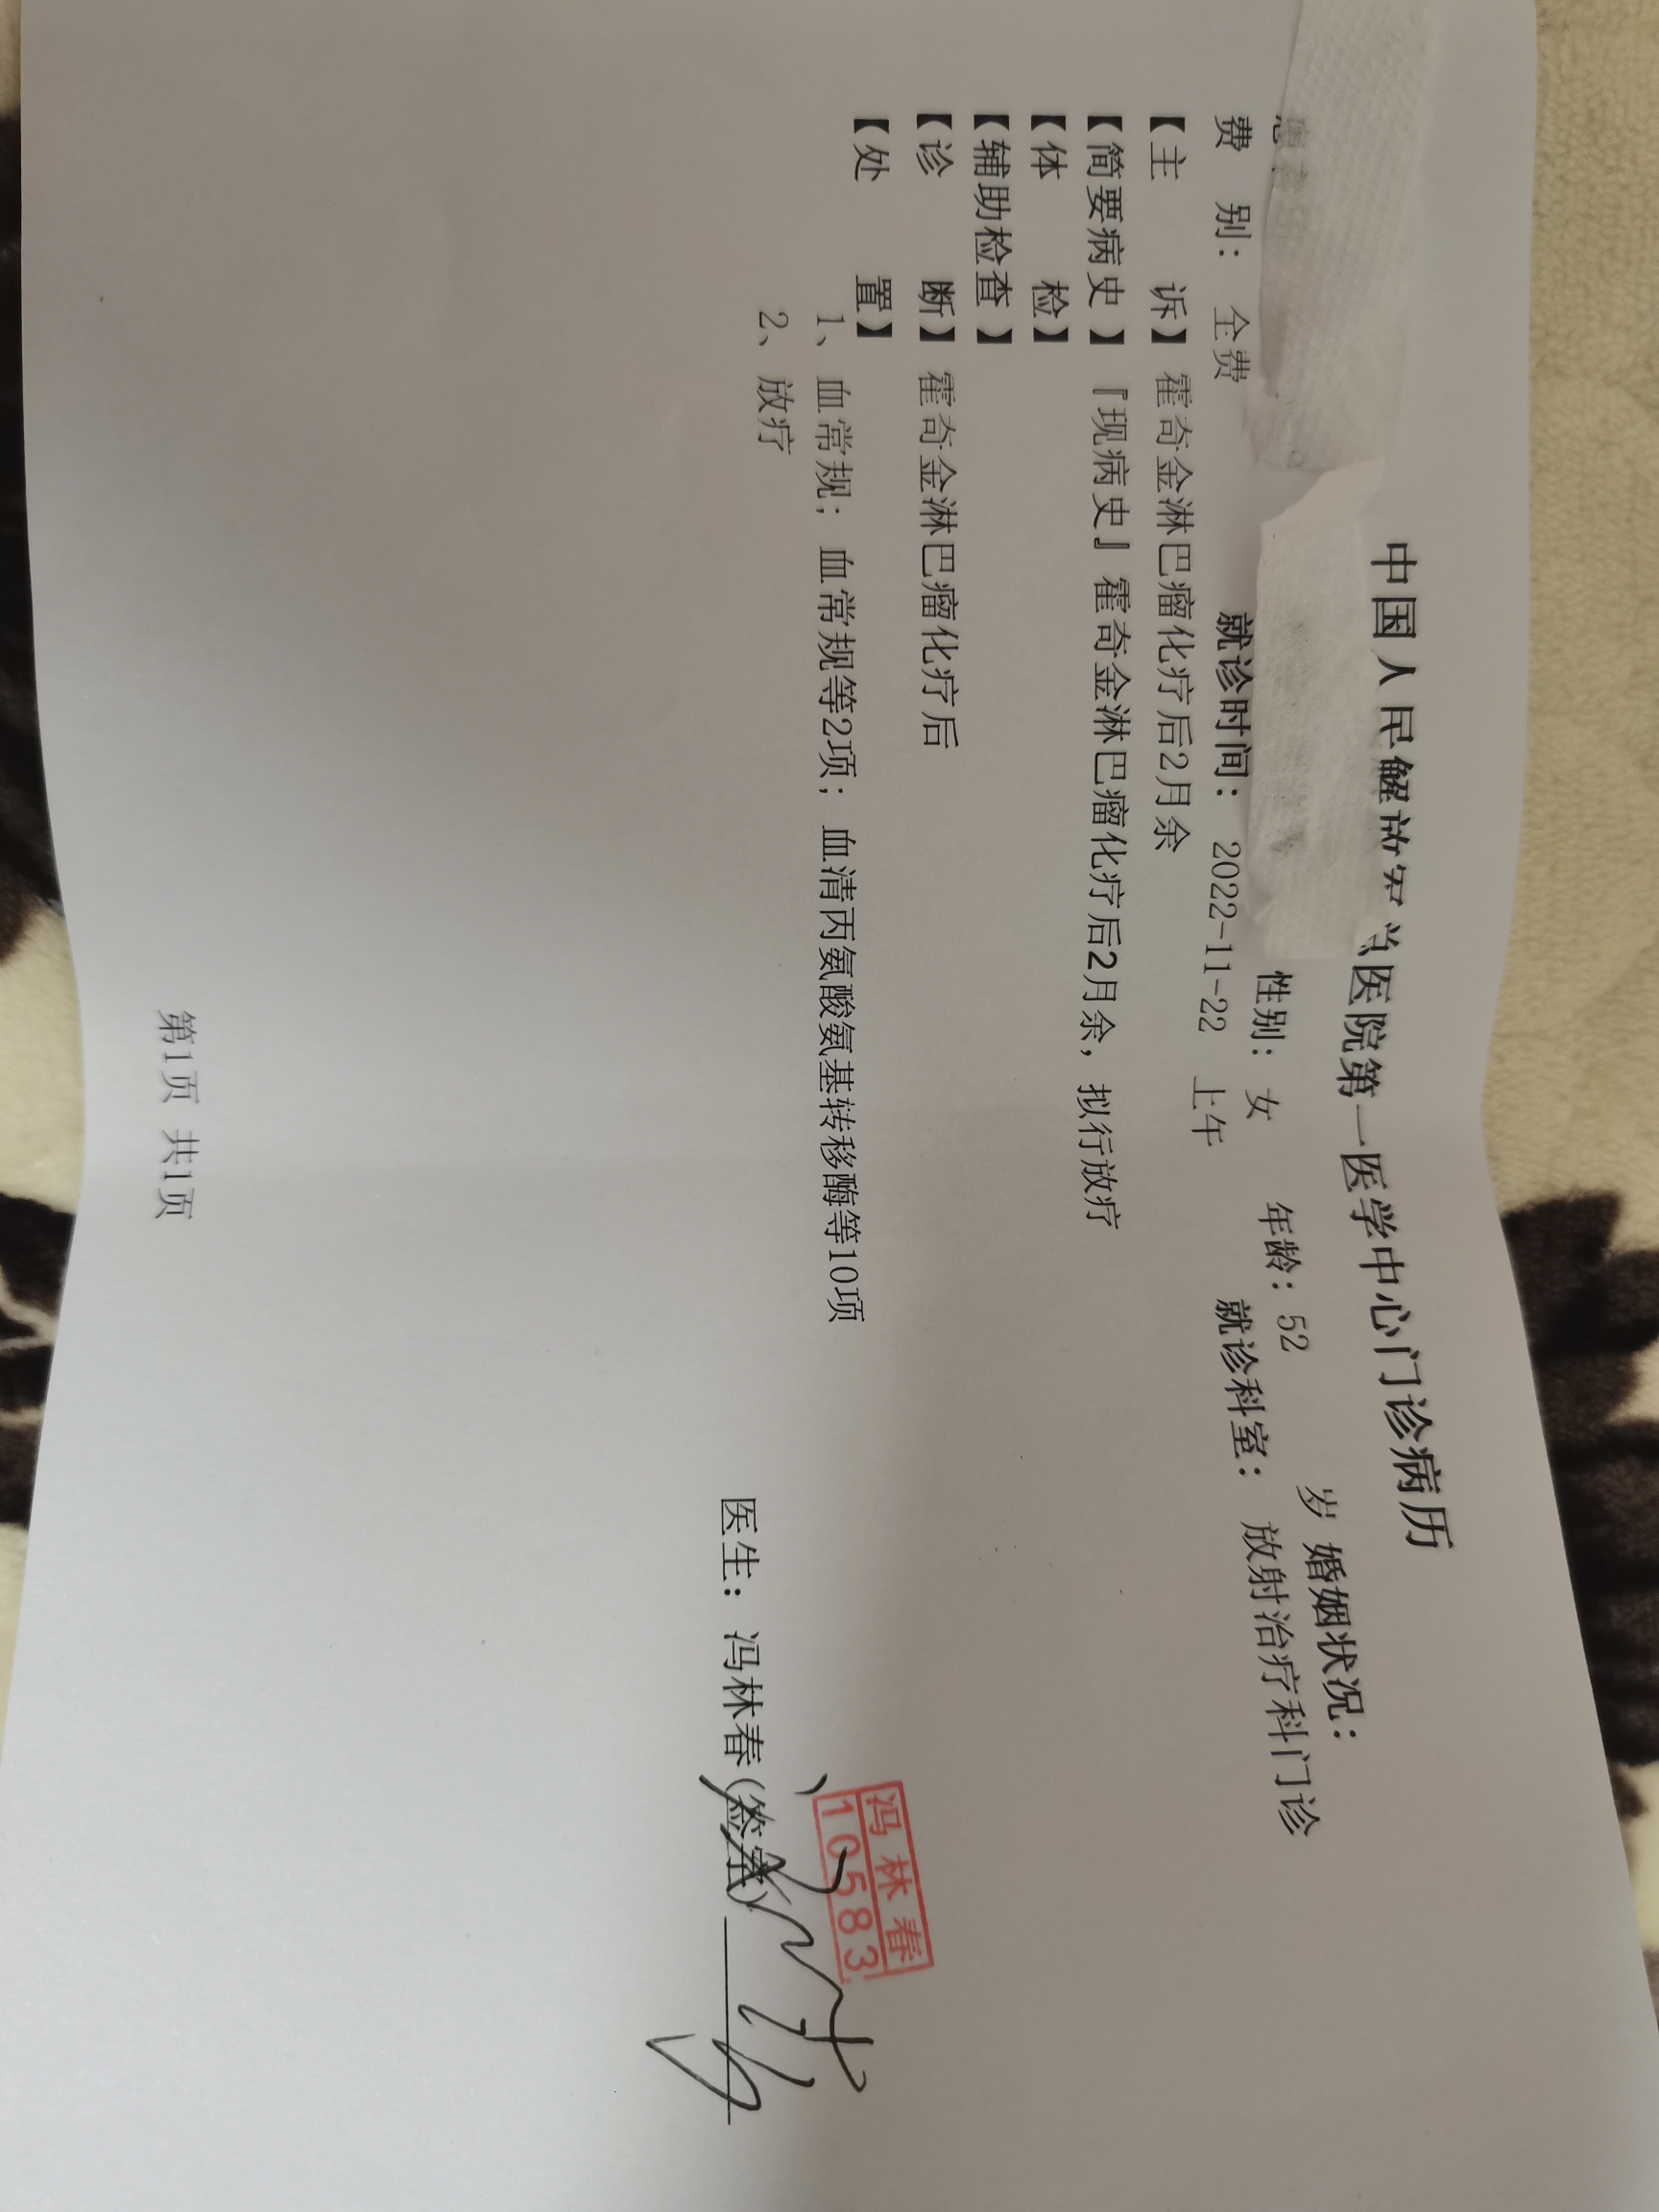 中国人民解放军 医院第一医学中心门诊病历
性别： 女 年龄：52 岁 婚姻状况：
费 别： 全费 就诊时间： 2022-11-22 上午 就诊科室： 放射治疗科门诊
【主 诉】 霍奇金淋巴瘤化疗后2月余
【简要病史 】 『现病史』霍奇金淋巴瘤化疗后2月余，拟行放疗
【体 检】
【辅助检查 】
【诊 断】 霍奇金淋巴瘤化疗后
【处 置】
1、 血常规； 血常规等2项； 血清丙氨酸氨基转移酶等10项
2、 放疗
冯林春
10583
医生： 冯林春(签字)
第1页 共1页